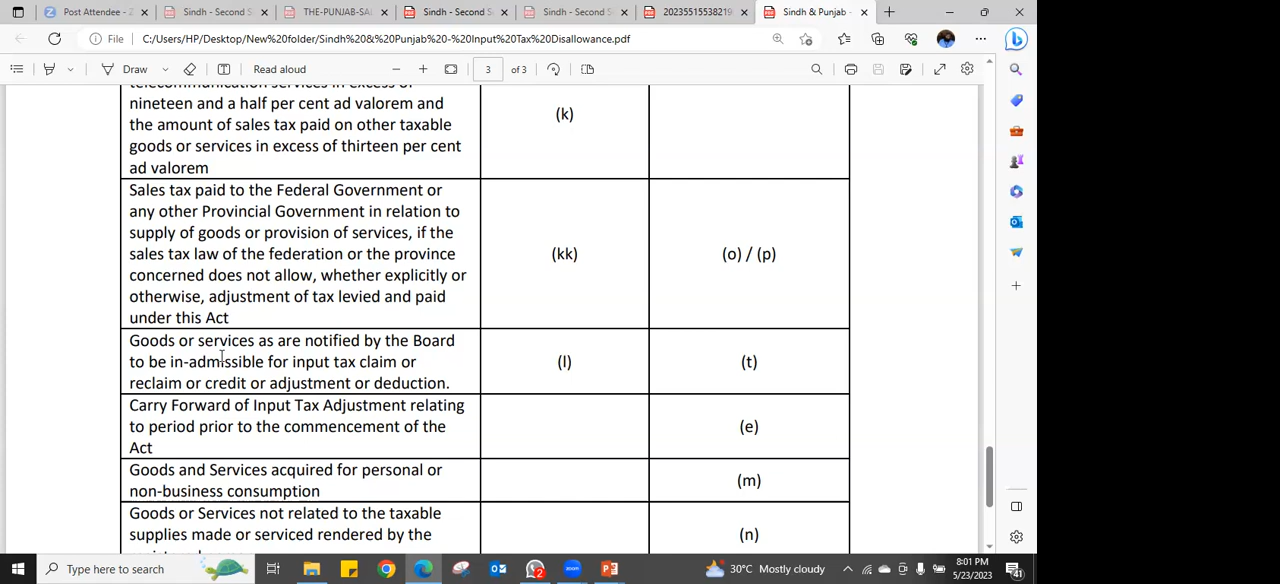 Post Attendee - Z
Sindh - Second S
THE-PUNJAB-SA
Sindh - Second S
Sindh - Second S
20235515538219
Sindh & Punjab -
File
C:/Users/HP/Desktop/New%20folder/Sindh%20&%20Punjab%20-%20Input%20Tax%20Disallowance.pdf
Draw
Read aloud
3 of 3
telecommunication services in excess of
nineteen and a half per cent ad valorem and
the amount of sales tax paid on other taxable
goods or services in excess of thirteen per cent
ad valorem
(k)
Sales tax paid to the Federal Government or
any other Provincial Government in relation to
supply of goods or provision of services, if the
sales tax law of the federation or the province
concerned does not allow, whether explicitly or
otherwise, adjustment of tax levied and paid
under this Act
(kk)
(o) / (p)
Goods or services as are notified by the Board
to be in-admissible for input tax claim or
reclaim or credit or adjustment or deduction.
(l)
(t)
Carry Forward of Input Tax Adjustment relating
to period prior to the commencement of the
Act
(e)
Goods and Services acquired for personal or
non-business consumption
(m)
Goods or Services not related to the taxable
supplies made or serviced rendered by the
(n)
Type here to search
2
30°C Mostly cloudy
8:01 PM
5/23/2023
41